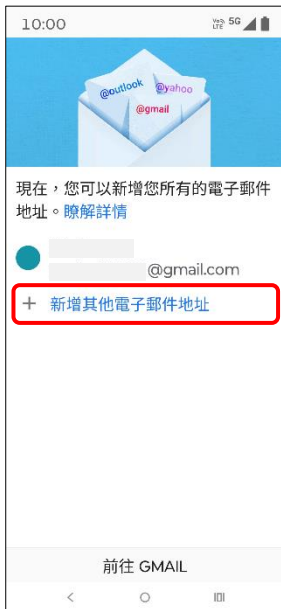 10:00
Vo)) LTE 5G
@outlook @yahoo
@gmail
現在，您可以新增您所有的電子郵件
地址。瞭解詳情
@gmail.com
+ 新增其他電子郵件地址
前往 GMAIL